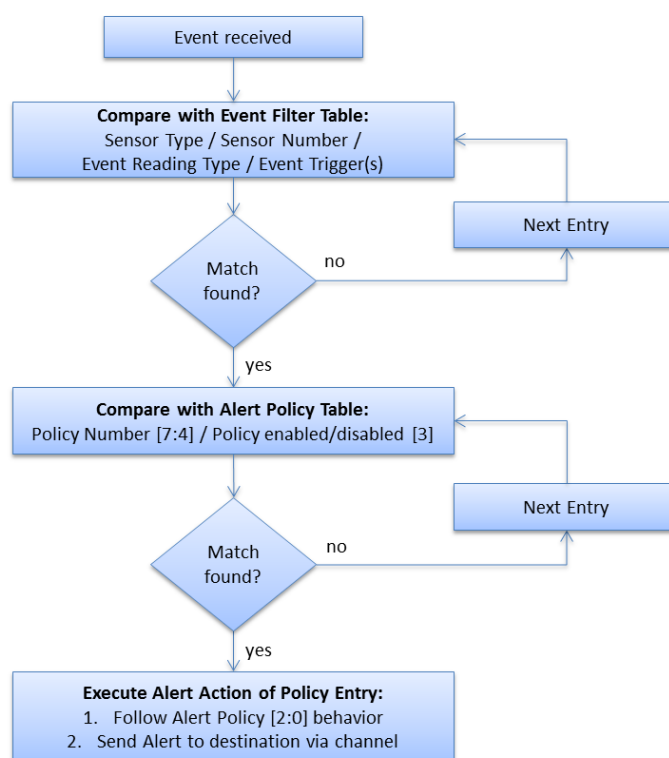 Event received
Compare with Event Filter Table:
Sensor Type / Sensor Number /
Event Reading Type / Event Trigger(s)
Next Entry
Match
found?
no
yes
Compare with Alert Policy Table:
Policy Number [7:4] / Policy enabled/disabled [3]
Next Entry
Match
found?
no
yes
Execute Alert Action of Policy Entry:
1. Follow Alert Policy [2:0] behavior
2. Send Alert to destination via channel